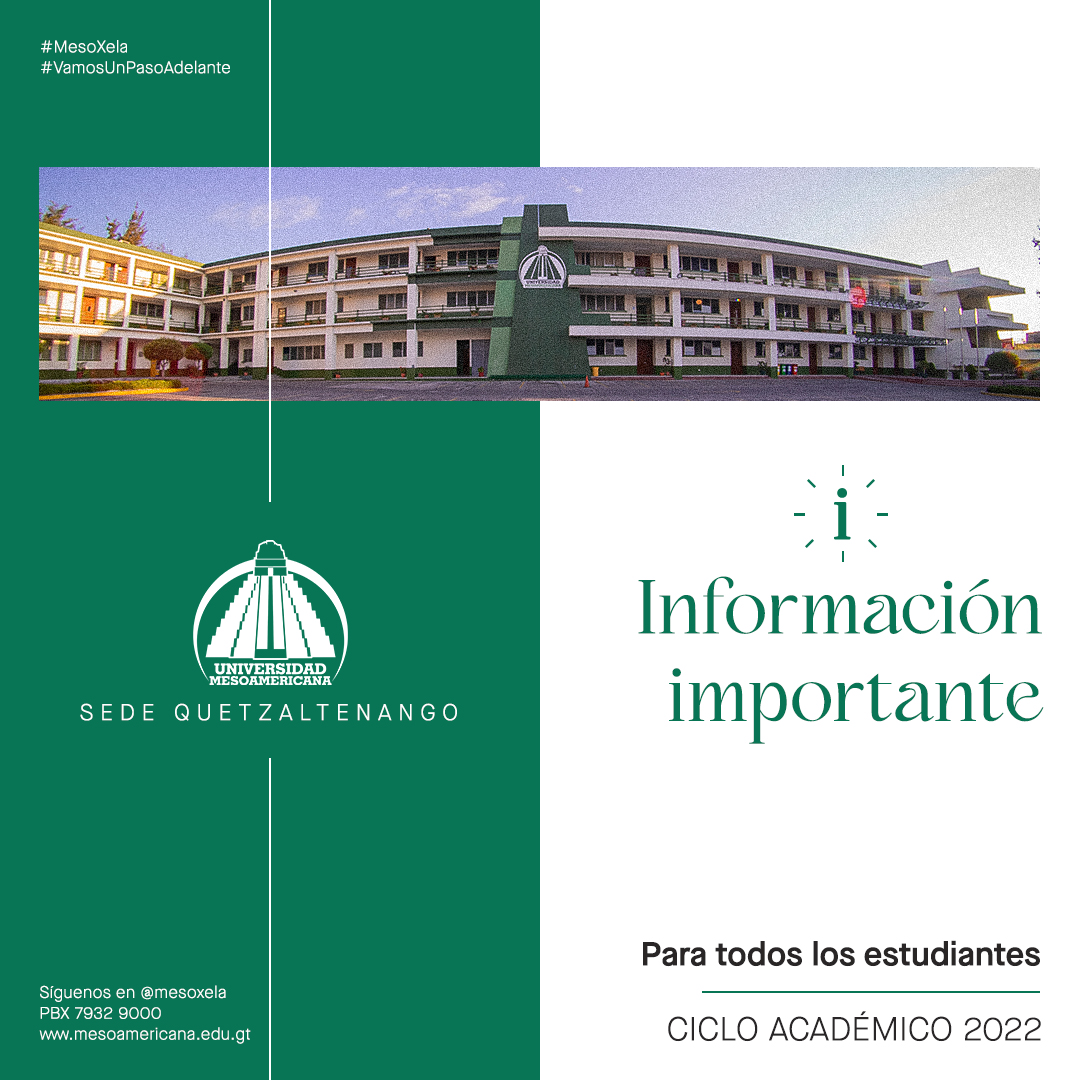 #MesoXela
#VamosUnPasoAdelante
UNIVERSIDAD
UNIVERSIDAD
MESOAMERICANA
SEDE QUETZALTENANGO
i
Información
importante
Para todos los estudiantes
CICLO ACADÉMICO 2022
Síguenos en @mesoxela
PBX 7932 9000
www.mesoamericana.edu.gt